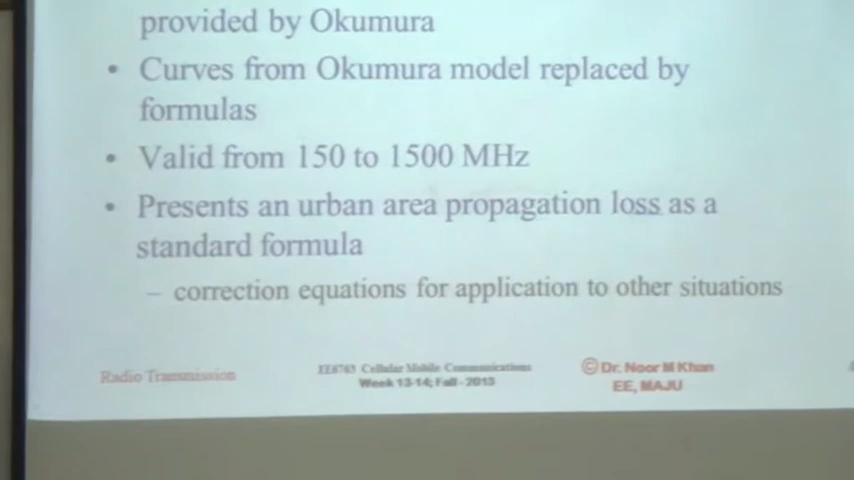 provided by Okumura
• Curves from Okumura model replaced by
formulas
• Valid from 150 to 1500 MHz
• Presents an urban area propagation loss as a
standard formula
– correction equations for application to other situations
Radio Transmission
EE6763 Cellular Mobile Communications
Week 13-14; Fall - 2013
© Dr. Noor M Khan
EE, MAJU